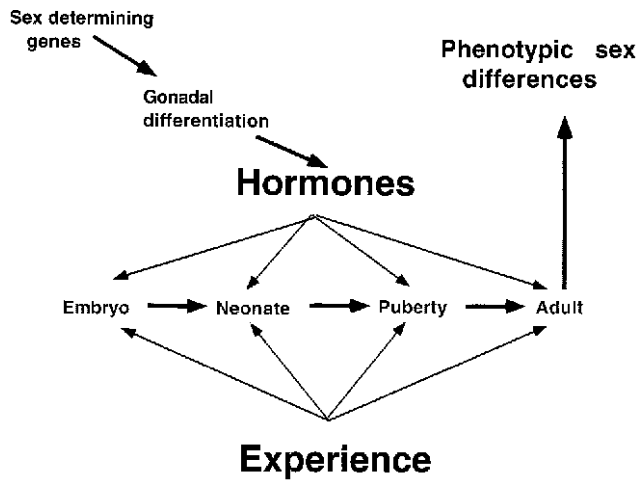 Sex determining
genes
Phenotypic sex
differences
Gonadal
differentiation
Hormones
Embryo Neonate Puberty Adult
Experience